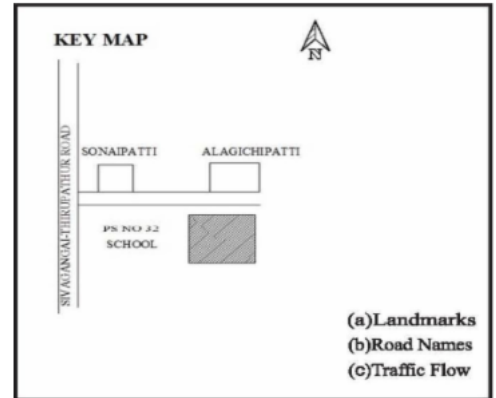 KEY MAP
N
SIVAGANGAI-THIRUPATHUR ROAD
SONAIPATTI
ALAGICHIPATTI
PS NO 32
SCHOOL
(a)Landmarks
(b)Road Names
(c)Traffic Flow